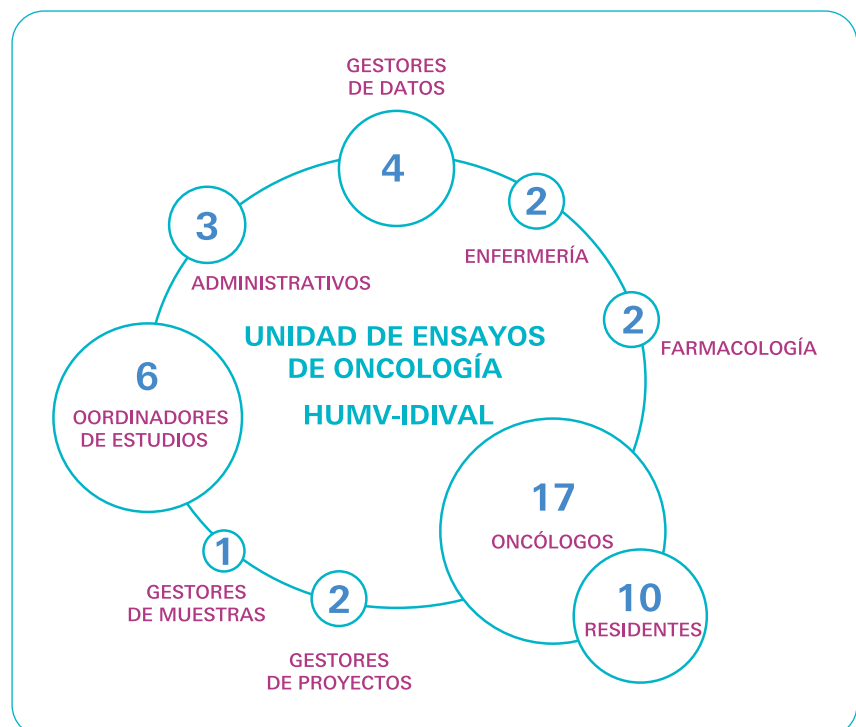 GESTORES
DE DATOS
4
2
ENFERMERÍA
3
ADMINISTRATIVOS
2
FARMACOLOGÍA
UNIDAD DE ENSAYOS
DE ONCOLOGÍA
HUMV-IDIVAL
6
OORDINADORES
DE ESTUDIOS
17
ONCÓLOGOS
10
RESIDENTES
1
GESTORES
DE MUESTRAS
2
GESTORES
DE PROYECTOS